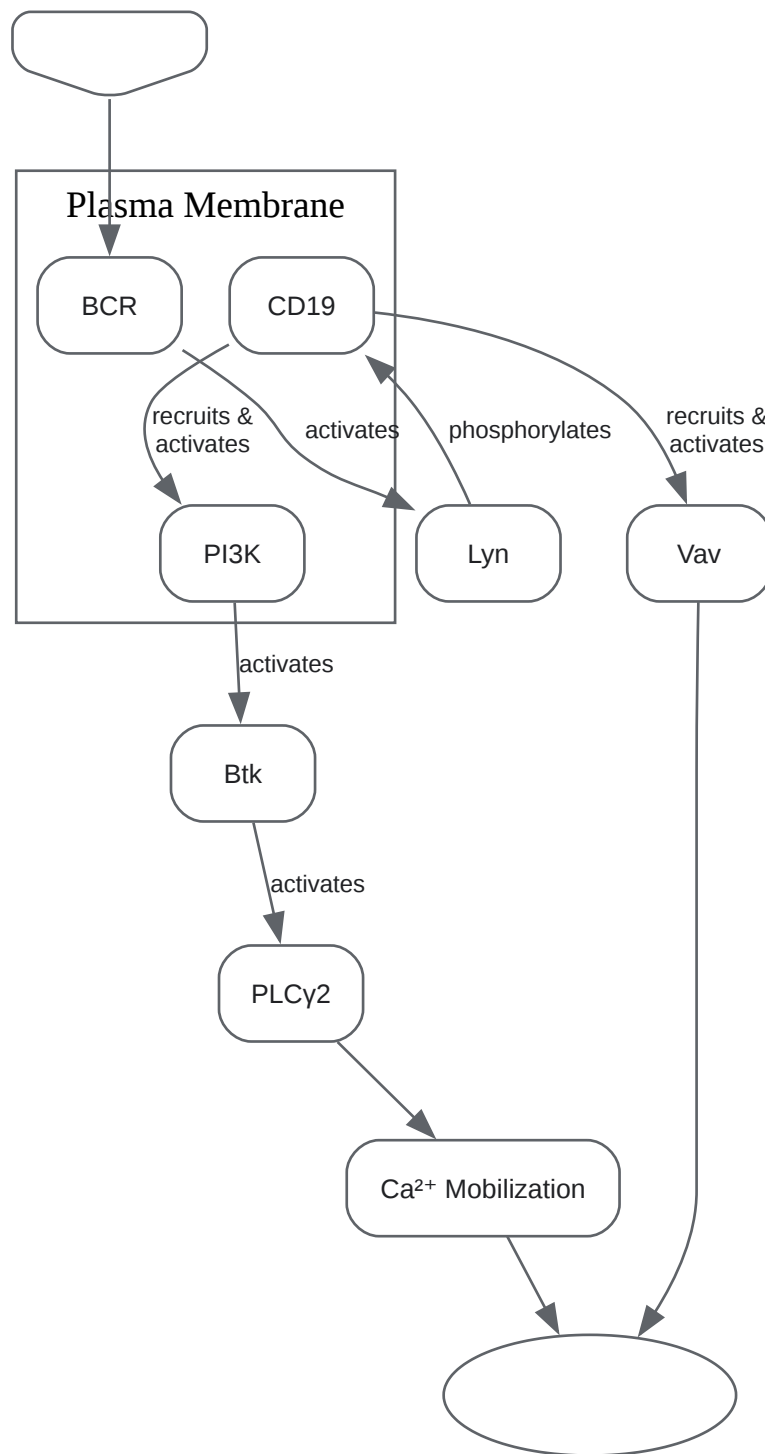 Plasma Membrane
BCR
CD19
recruits &
activates
activates
phosphorylates
recruits &
activates
PI3K
Lyn
Vav
activates
Btk
activates
PLCγ2
Ca²⁺ Mobilization